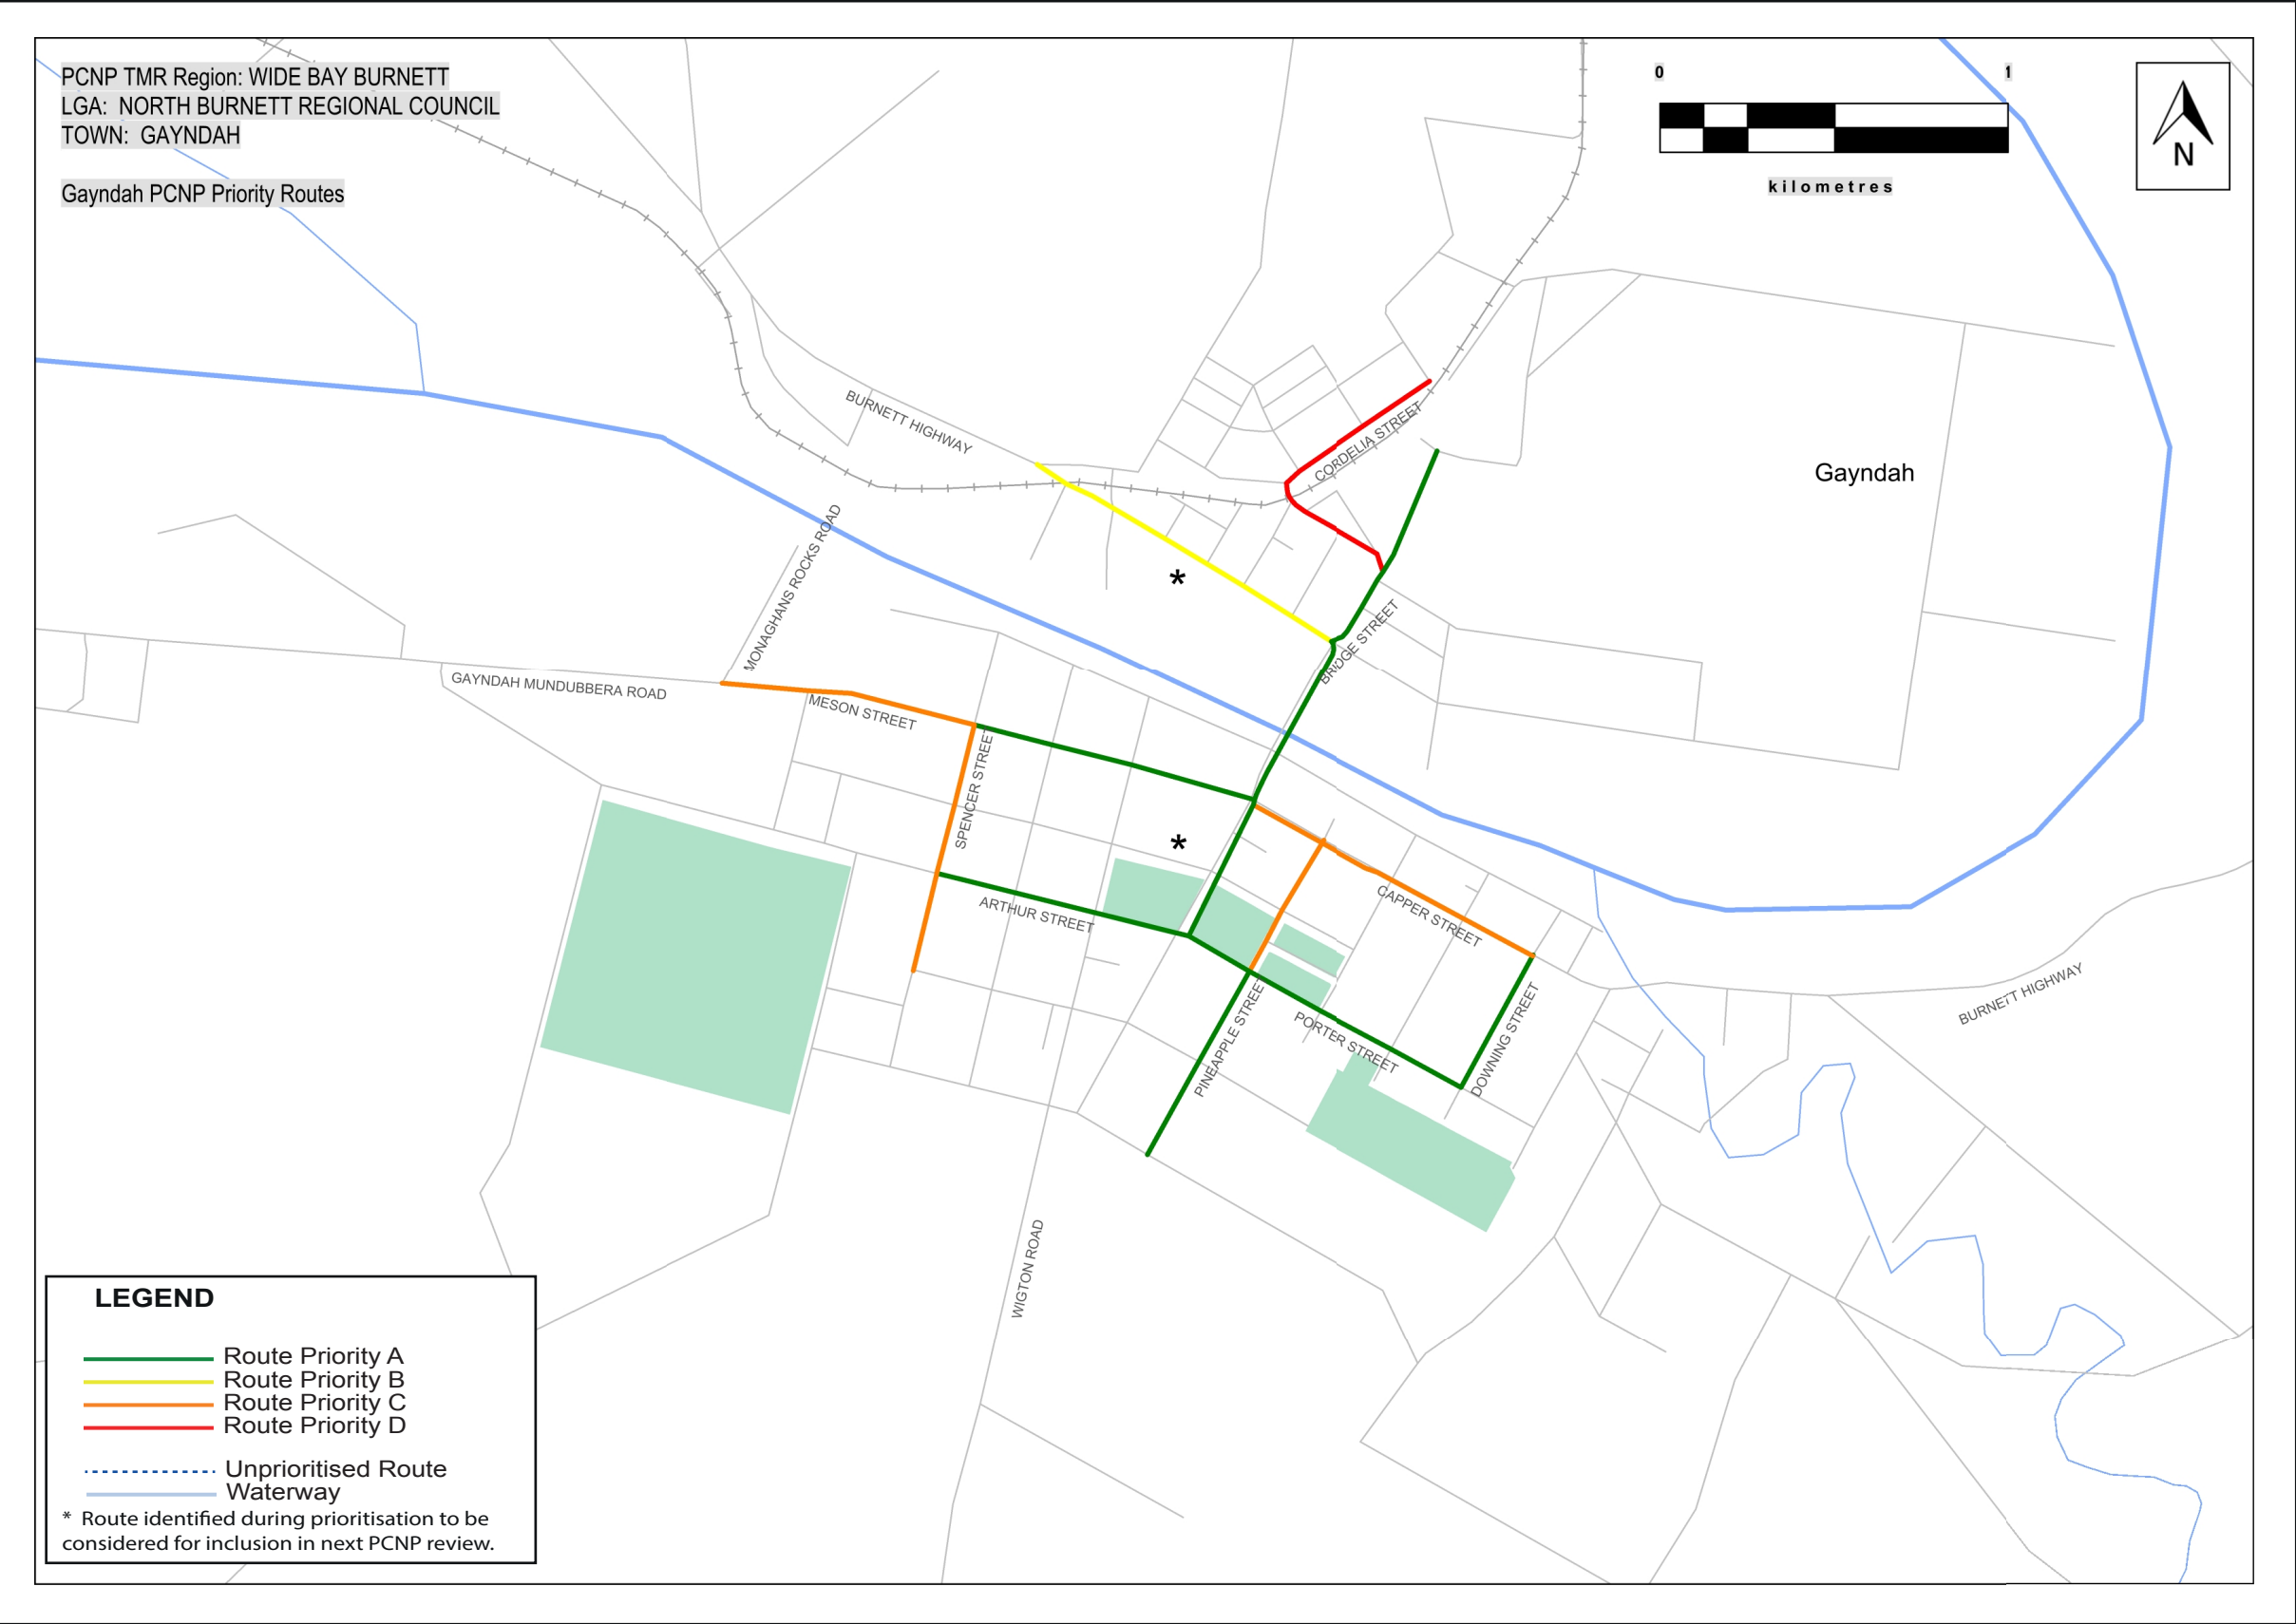 PCNP TMR Region: WIDE BAY BURNETT
LGA: NORTH BURNETT REGIONAL COUNCIL
TOWN: GAYNDAH
Gayndah PCNP Priority Routes
0 1
kilometres
N
BURNETT HIGHWAY
CORDELIA STREET
Gayndah
MONAGHANS ROCKS ROAD
*
BRIDGE STREET
GAYNDAH MUNDUBBERA ROAD
MESON STREET
SPENCER STREET
*
ARTHUR STREET
CAPPER STREET
PINEAPPLE STREET
PORTER STREET
DOWNING STREET
BURNETT HIGHWAY
WIGTON ROAD
LEGEND
Route Priority A
Route Priority B
Route Priority C
Route Priority D
Unprioritised Route
Waterway
* Route identified during prioritisation to be
considered for inclusion in next PCNP review.